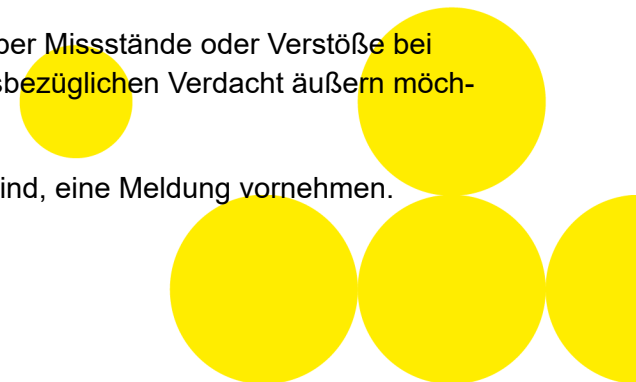 ber Missstände oder Verstöße bei
sbezüglichen Verdacht äußern möch-
ind, eine Meldung vornehmen.